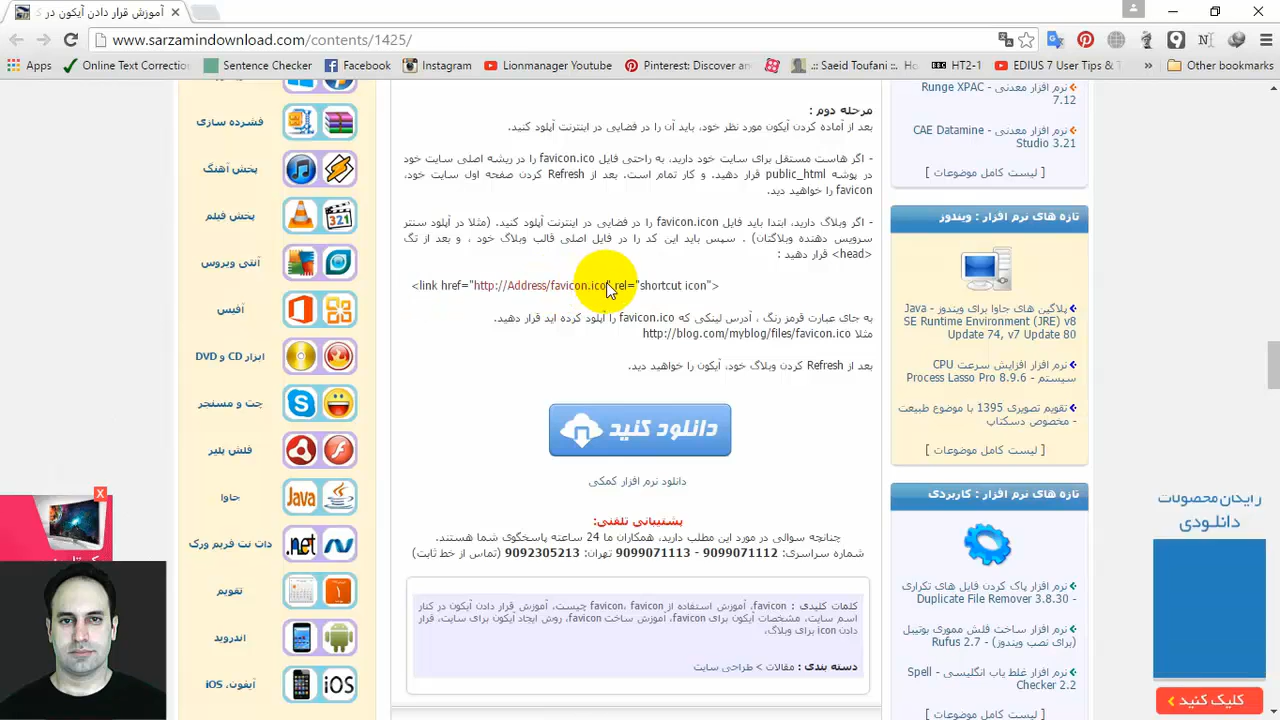 آموزش قرار دادن آیکون در
www.sarzamindownload.com/contents/1425/
Apps
Online Text Correctio
Sentence Checker
Facebook
Instagram
Lionmanager Youtube
Pinterest: Discover an
.:: Saeid Toufani ::. Ho
HT2-1
EDIUS 7 User Tips & T
»
Other bookmarks
فشرده سازی
پخش آهنگ
پخش فیلم
آنتی ویروس
آفیس
ابزار CD و DVD
چت و مسنجر
فلش پلیر
جاوا
دات نت فریم ورک
تقویم
اندروید
آیفون، iOS
مرحله دوم :
بعد از آماده کردن آیکون مورد نظر خود، باید آن را در فضایی در اینترنت آپلود کنید.
- اگر هاست مستقل برای سایت خود دارید، به راحتی فایل favicon.ico را در ریشه اصلی سایت خود
در پوشه public_html قرار دهید. و کار تمام است. بعد از Refresh کردن صفحه اول سایت خود،
favicon را خواهید دید.
- اگر وبلاگ دارید، ابتدا باید فایل favicon.icon را در فضایی در اینترنت آپلود کنید. (مثلا در آپلود سنتر
سرویس دهنده وبلاگتان) . سپس باید این کد را در فایل اصلی قالب وبلاگ خود ، و بعد از تگ
<head> قرار دهید :
<link href="http://Address/favicon.ico" rel="shortcut icon">
به جای عبارت قرمز رنگ ، آدرس لینکی که favicon.ico را آپلود کرده اید قرار دهید.
مثلا http://blog.com/myblog/files/favicon.ico
بعد از Refresh کردن وبلاگ خود، آیکون را خواهید دید.
دانلود کنید
دانلود نرم افزار کمکی
پشتیبانی تلفنی:
چنانچه سوالی در مورد این مطلب دارید، همکاران ما 24 ساعته پاسخگوی شما هستند.
شماره سراسری: 9099071112 - 9099071113 تهران: 9092305213 (تماس از خط ثابت)
کلمات کلیدی : favicon، آموزش استفاده از favicon، favicon چیست، آموزش قرار دادن آیکون در کنار
اسم سایت، مشخصات آیکون برای favicon، آموزش ساخت favicon، روش ایجاد آیکون برای سایت، قرار
دادن icon برای وبلاگ،
دسته بندی : مقالات > طراحی سایت
نرم افزار معدنی - Runge XPAC
7.12
نرم افزار معدنی - CAE Datamine
Studio 3.21
[ لیست کامل موضوعات ]
تازه های نرم افزار : ویندوز
پلاگین های جاوا برای ویندوز - Java
SE Runtime Environment (JRE) v8
Update 74, v7 Update 80
نرم افزار افزایش سرعت CPU
سیستم - Process Lasso Pro 8.9.6
تقویم تصویری 1395 با موضوع طبیعت
- مخصوص دسکتاپ
[ لیست کامل موضوعات ]
تازه های نرم افزار : کاربردی
نرم افزار پاک کردن فایل های تکراری
- Duplicate File Remover 3.8.30
نرم افزار ساخت فلش مموری بوتیبل
(برای نصب ویندوز) - Rufus 2.7
نرم افزار غلط یاب انگلیسی - Spell
Checker 2.2
[ لیست کامل موضوعات ]
رایگان محصولات
دانلودی
کلیک کنید
Java
.net
iOS
321